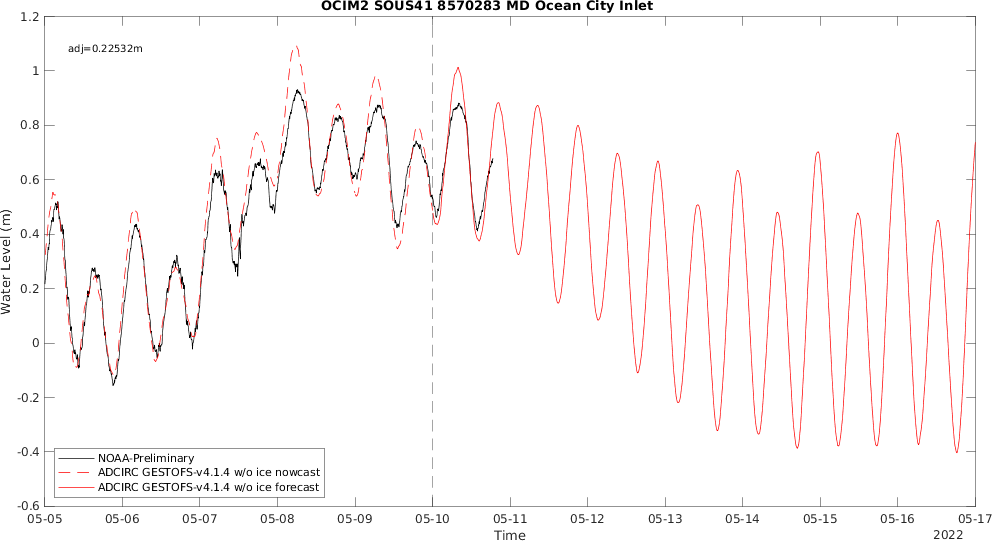 OCIM2 SOUS41 8570283 MD Ocean City Inlet
adj=0.22532m
Water Level (m)
1.2
1
0.8
0.6
0.4
0.2
0
-0.2
-0.4
-0.6
NOAA-Preliminary
ADCIRC GESTOFS-v4.1.4 w/o ice nowcast
ADCIRC GESTOFS-v4.1.4 w/o ice forecast
05-05 05-06 05-07 05-08 05-09 05-10 05-11 05-12 05-13 05-14 05-15 05-16 05-17
Time
2022